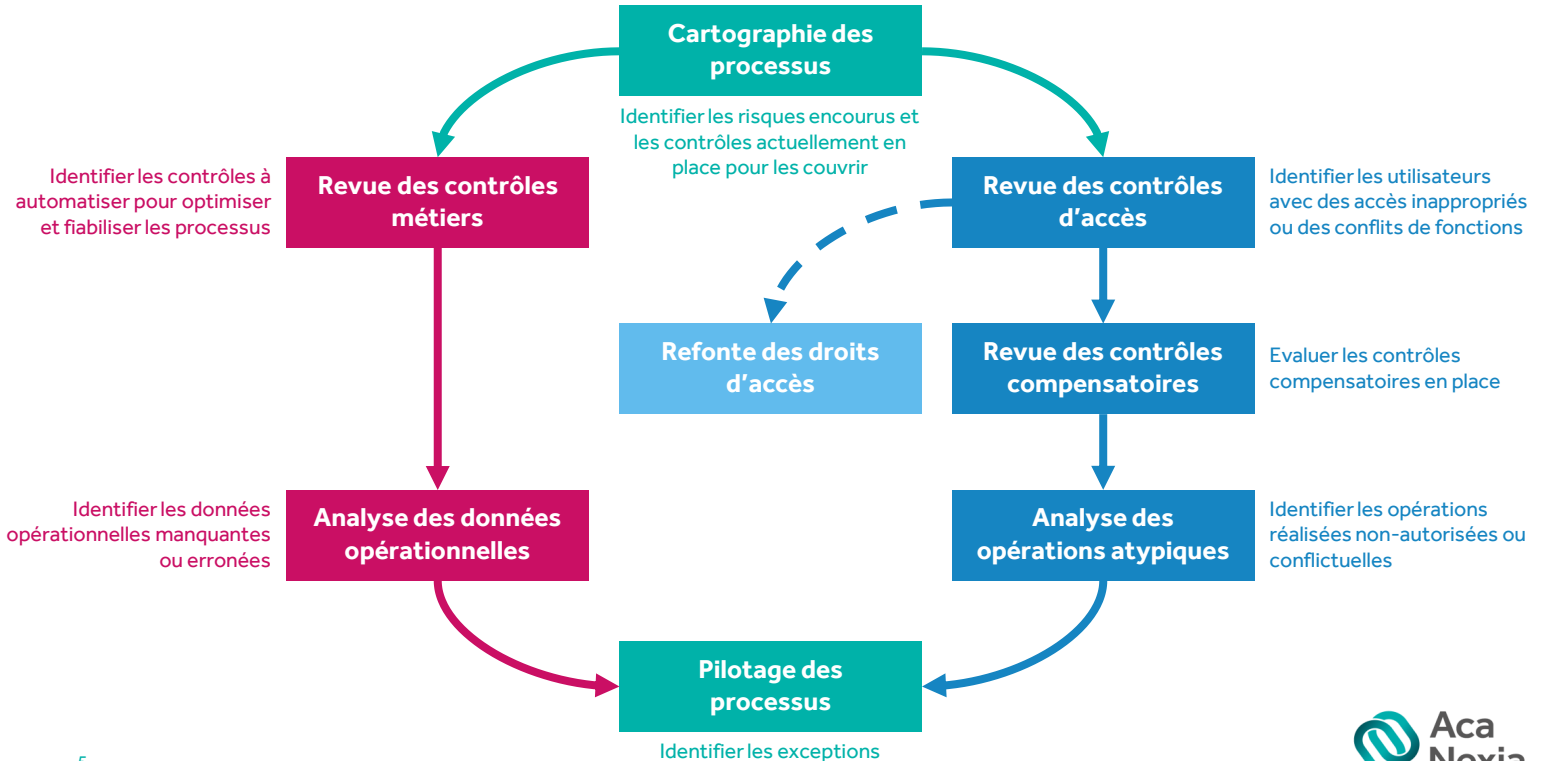 Cartographie des
processus
Identifier les risques encourus et
les contrôles actuellement en
place pour les couvrir
Identifier les contrôles à
automatiser pour optimiser
et fiabiliser les processus
Revue des contrôles
métiers
Revue des contrôles
d'accès
Identifier les utilisateurs
avec des accès inappropriés
ou des conflits de fonctions
Refonte des droits
d'accès
Revue des contrôles
compensatoires
Evaluer les contrôles
compensatoires en place
Identifier les données
opérationnelles manquantes
ou erronées
Analyse des données
opérationnelles
Analyse des
opérations atypiques
Identifier les opérations
réalisées non-autorisées ou
conflictuelles
Pilotage des
processus
Identifier les exceptions
5
Aca
Nexia